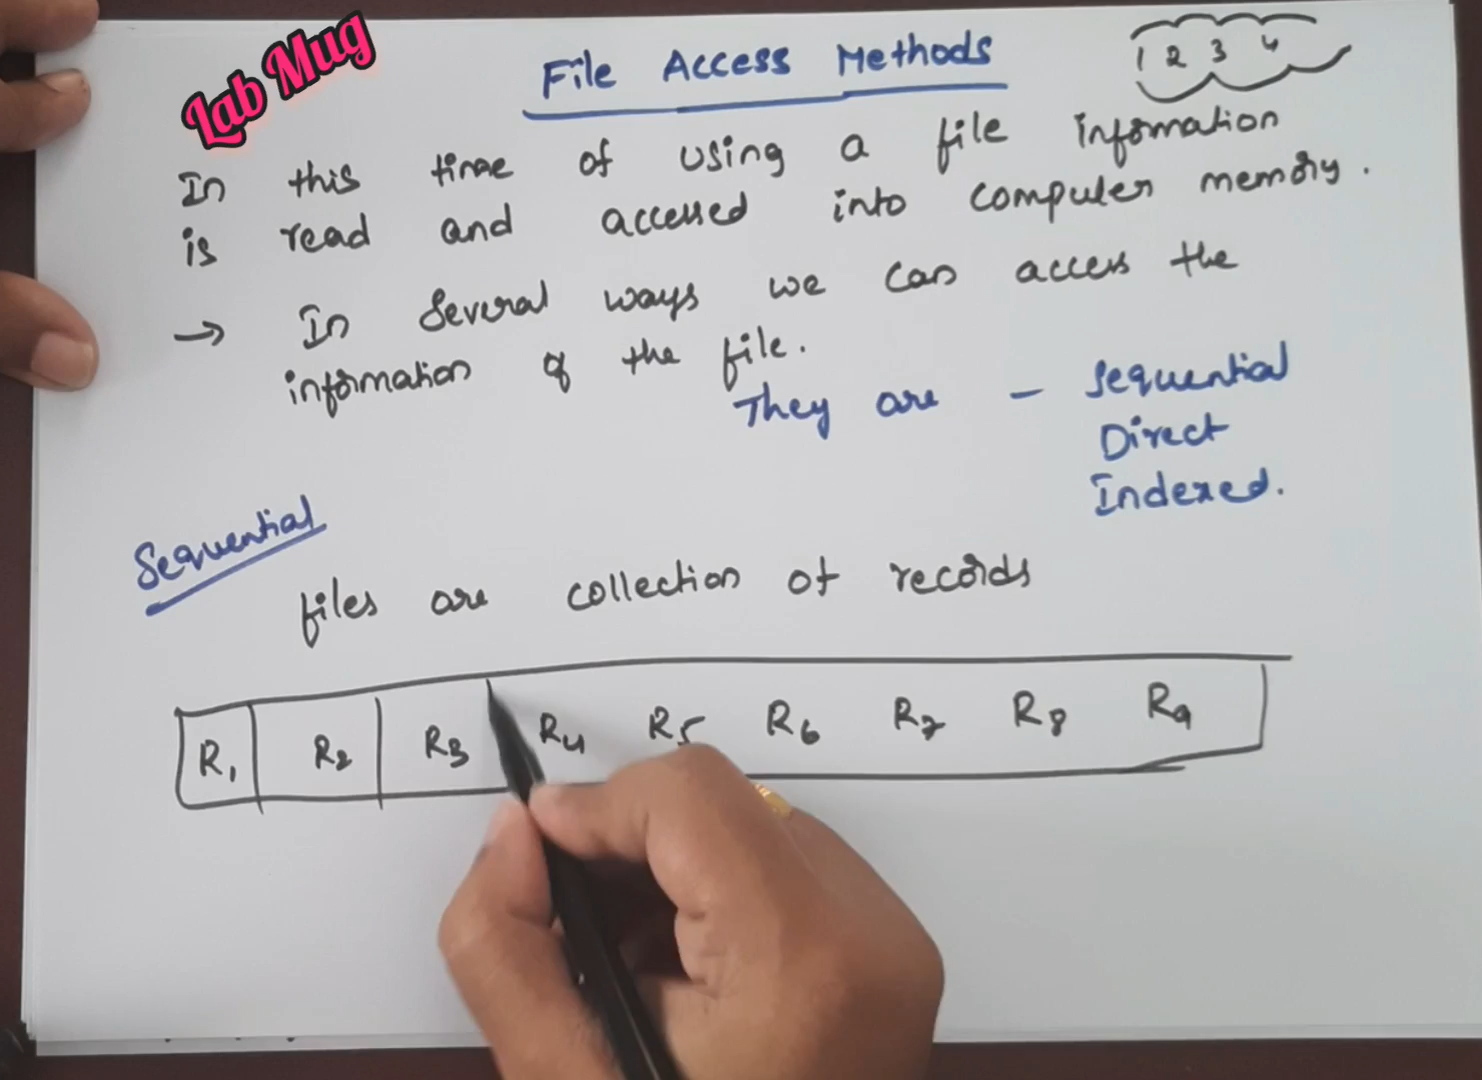 Lab Mug
File Access Methods
1 2 3 4
In this time of using a file information
is read and accessed into computer memory.
→ In several ways we can access the
information of the file.
They are - Sequential
Direct
Indexed.
Sequential
files are collection of records
R1 R2 R3 R4 R5 R6 R7 R8 R9